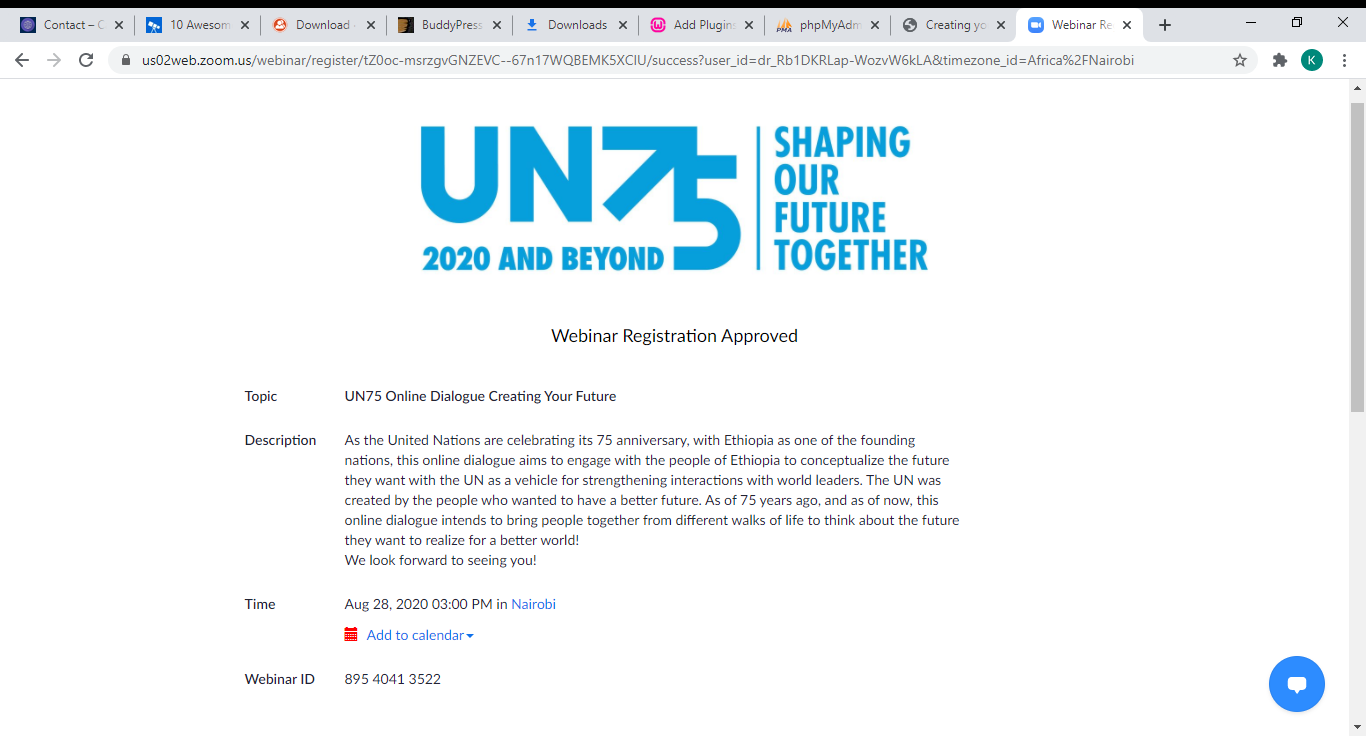 Contact – C
10 Awesom
Download
BuddyPress
Downloads
Add Plugins
phpMyAdm
Creating yo
Webinar Re
us02web.zoom.us/webinar/register/tZ0oc-msrzgvGNZEVC--67n17WQBEMK5XCIU/success?user_id=dr_Rb1DKRLap-WozvW6kLA&timezone_id=Africa%2FNairobi
K
UN75
2020 AND BEYOND
SHAPING
OUR
FUTURE
TOGETHER
Webinar Registration Approved
Topic UN75 Online Dialogue Creating Your Future
Description As the United Nations are celebrating its 75 anniversary, with Ethiopia as one of the founding
nations, this online dialogue aims to engage with the people of Ethiopia to conceptualize the future
they want with the UN as a vehicle for strengthening interactions with world leaders. The UN was
created by the people who wanted to have a better future. As of 75 years ago, and as of now, this
online dialogue intends to bring people together from different walks of life to think about the future
they want to realize for a better world!
We look forward to seeing you!
Time Aug 28, 2020 03:00 PM in Nairobi
Add to calendar
Webinar ID 895 4041 3522